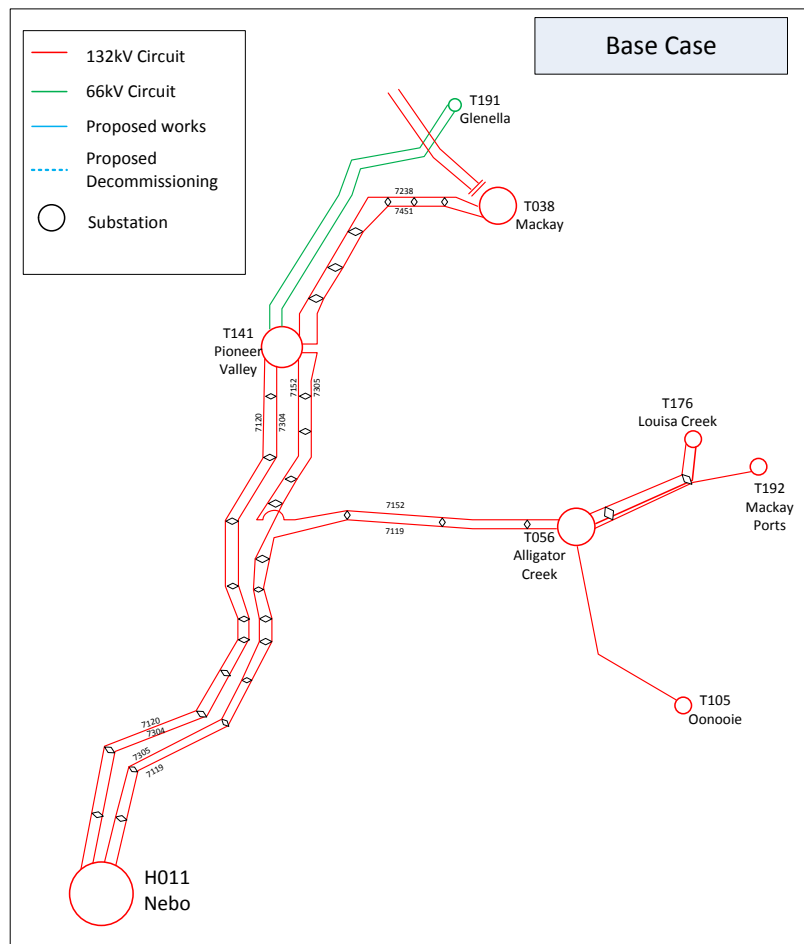 Base Case
132kV Circuit
66kV Circuit
Proposed works
Proposed
Decommissioning
Substation
T191
Glenella
7238
7451
T038
Mackay
T141
Pioneer
Valley
7120
7304
7152
7305
T176
Louisa Creek
T192
Mackay
Ports
7152
7119
T056
Alligator
Creek
T105
Oonooie
7120
7304
7305
7119
H011
Nebo